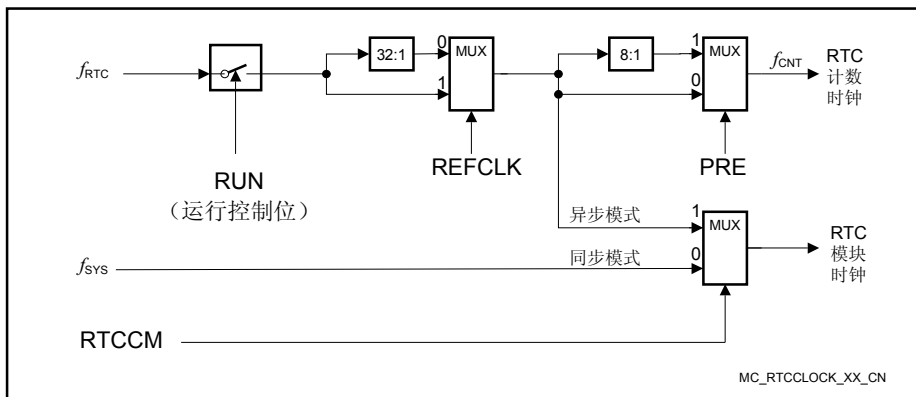 fRTC
RUN
（运行控制位）
32:1
0
1
MUX
REFCLK
8:1
1
0
MUX
PRE
fCNT
RTC
计数
时钟
异步模式
1
MUX
fSYS
同步模式
0
RTC
模块
时钟
RTCCM
MC_RTCCLOCK_XX_CN